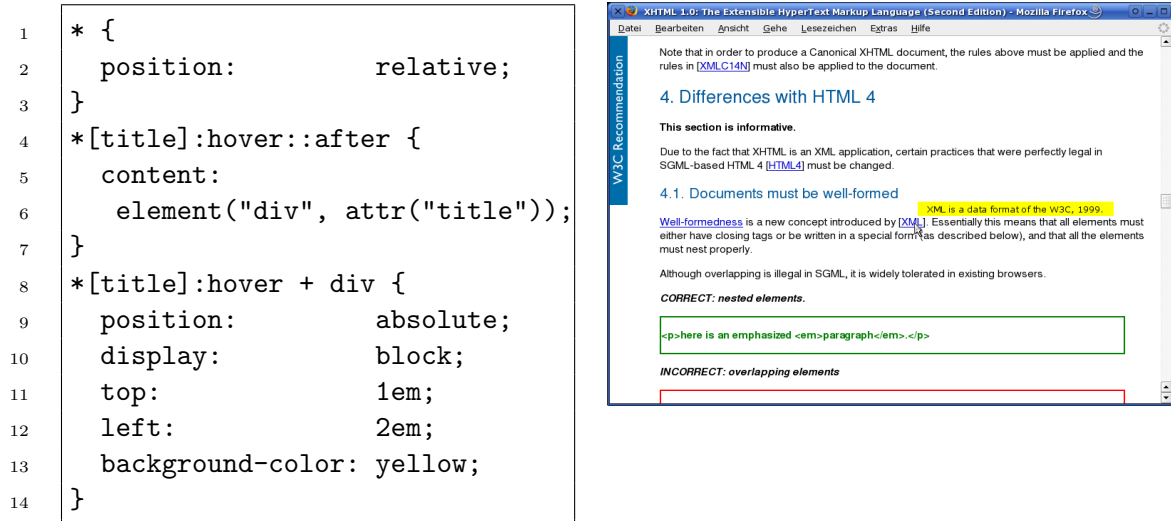 1 * {
2 position: relative;
3 }
4 *[title]:hover::after {
5 content:
6 element("div", attr("title"));
7 }
8 *[title]:hover + div {
9 position: absolute;
10 display: block;
11 top: 1em;
12 left: 2em;
13 background-color: yellow;
14 }
XHTML 1.0: The Extensible HyperText Markup Language (Second Edition) - Mozilla Firefox
Datei Bearbeiten Ansicht Gehe Lesezeichen Extras Hilfe
W3C Recommendation
Note that in order to produce a Canonical XHTML document, the rules above must be applied and the
rules in [XMLC14N] must also be applied to the document.
4. Differences with HTML 4
This section is informative.
Due to the fact that XHTML is an XML application, certain practices that were perfectly legal in
SGML-based HTML 4 [HTML4] must be changed.
4.1. Documents must be well-formed
XML is a data format of the W3C, 1999.
Well-formedness is a new concept introduced by [XML]. Essentially this means that all elements must
either have closing tags or be written in a special form (as described below), and that all the elements
must nest properly.
Although overlapping is illegal in SGML, it is widely tolerated in existing browsers.
CORRECT: nested elements.
<p>here is an emphasized <em>paragraph</em>.</p>
INCORRECT: overlapping elements